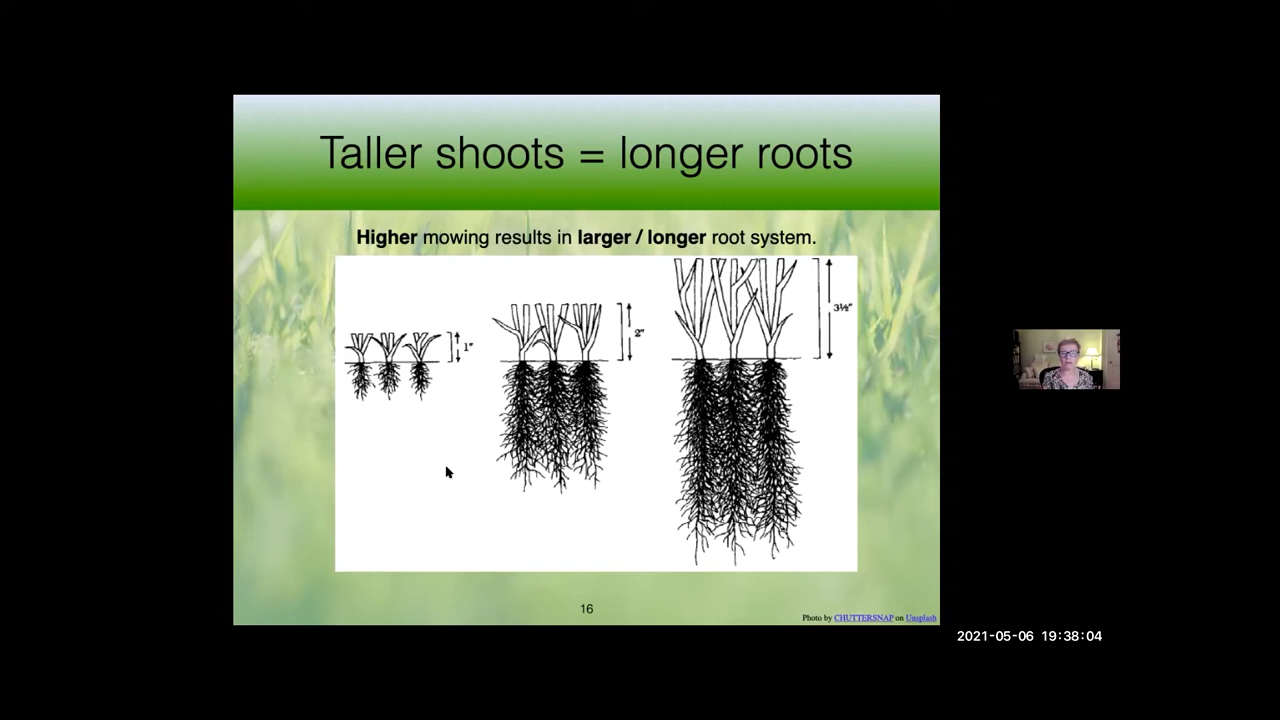 Taller shoots = longer roots
Higher mowing results in larger / longer root system.
1"
2"
3½"
16
Photo by CHUTTERSNAP on Unsplash
2021-05-06 19:38:04